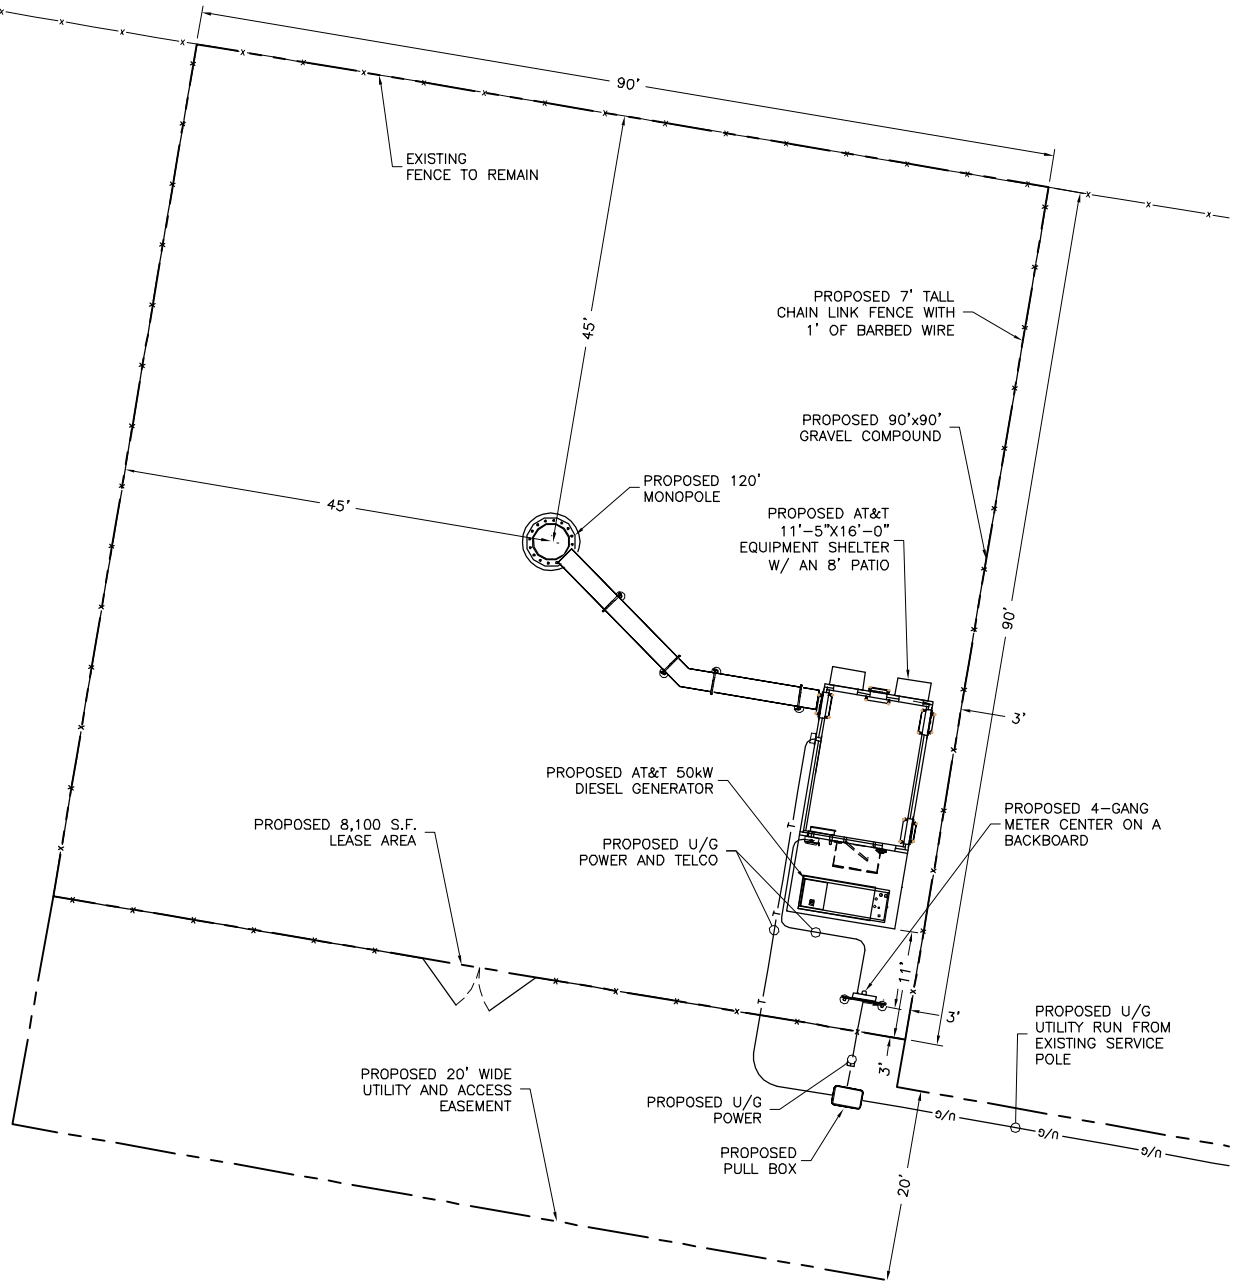 90'
EXISTING
FENCE TO REMAIN
45'
PROPOSED 7' TALL
CHAIN LINK FENCE WITH
1' OF BARBED WIRE
PROPOSED 90'x90'
GRAVEL COMPOUND
PROPOSED 120'
MONOPOLE
45'
PROPOSED AT&T
11'-5"X16'-0"
EQUIPMENT SHELTER
W/ AN 8' PATIO
90'
3'
PROPOSED AT&T 50kW
DIESEL GENERATOR
PROPOSED 4-GANG
METER CENTER ON A
BACKBOARD
PROPOSED 8,100 S.F.
LEASE AREA
PROPOSED U/G
POWER AND TELCO
T
T
T
11'
3'
3'
PROPOSED U/G
UTILITY RUN FROM
EXISTING SERVICE
POLE
PROPOSED 20' WIDE
UTILITY AND ACCESS
EASEMENT
PROPOSED U/G
POWER
PROPOSED
PULL BOX
U/G
U/G
U/G
20'